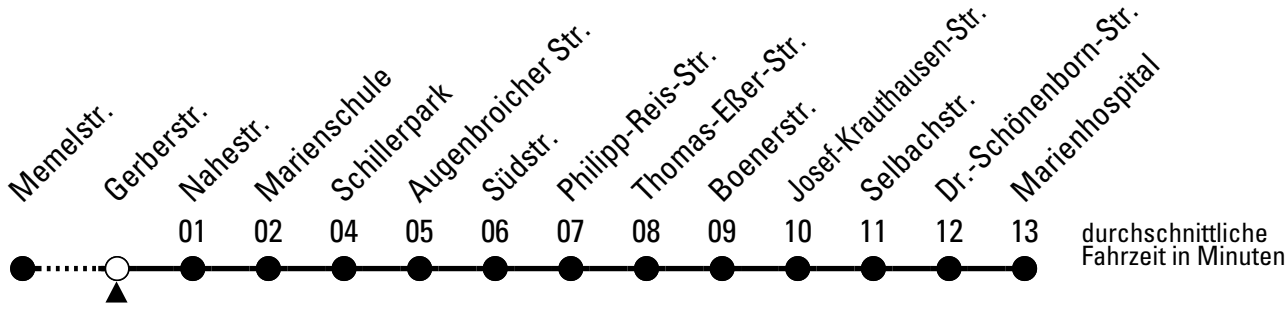 Memelstr.
Gerberstr.
Nahestr.
Marienschule
Schillerpark
Augenbroicher Str.
Südstr.
Philipp-Reis-Str.
Thomas-Eßer-Str.
Boenerstr.
Josef-Krauthausen-Str.
Selbachstr.
Dr.-Schönenborn-Str.
Marienhospital
01 02 04 05 06 07 08 09 10 11 12 13
durchschnittliche
Fahrzeit in Minuten